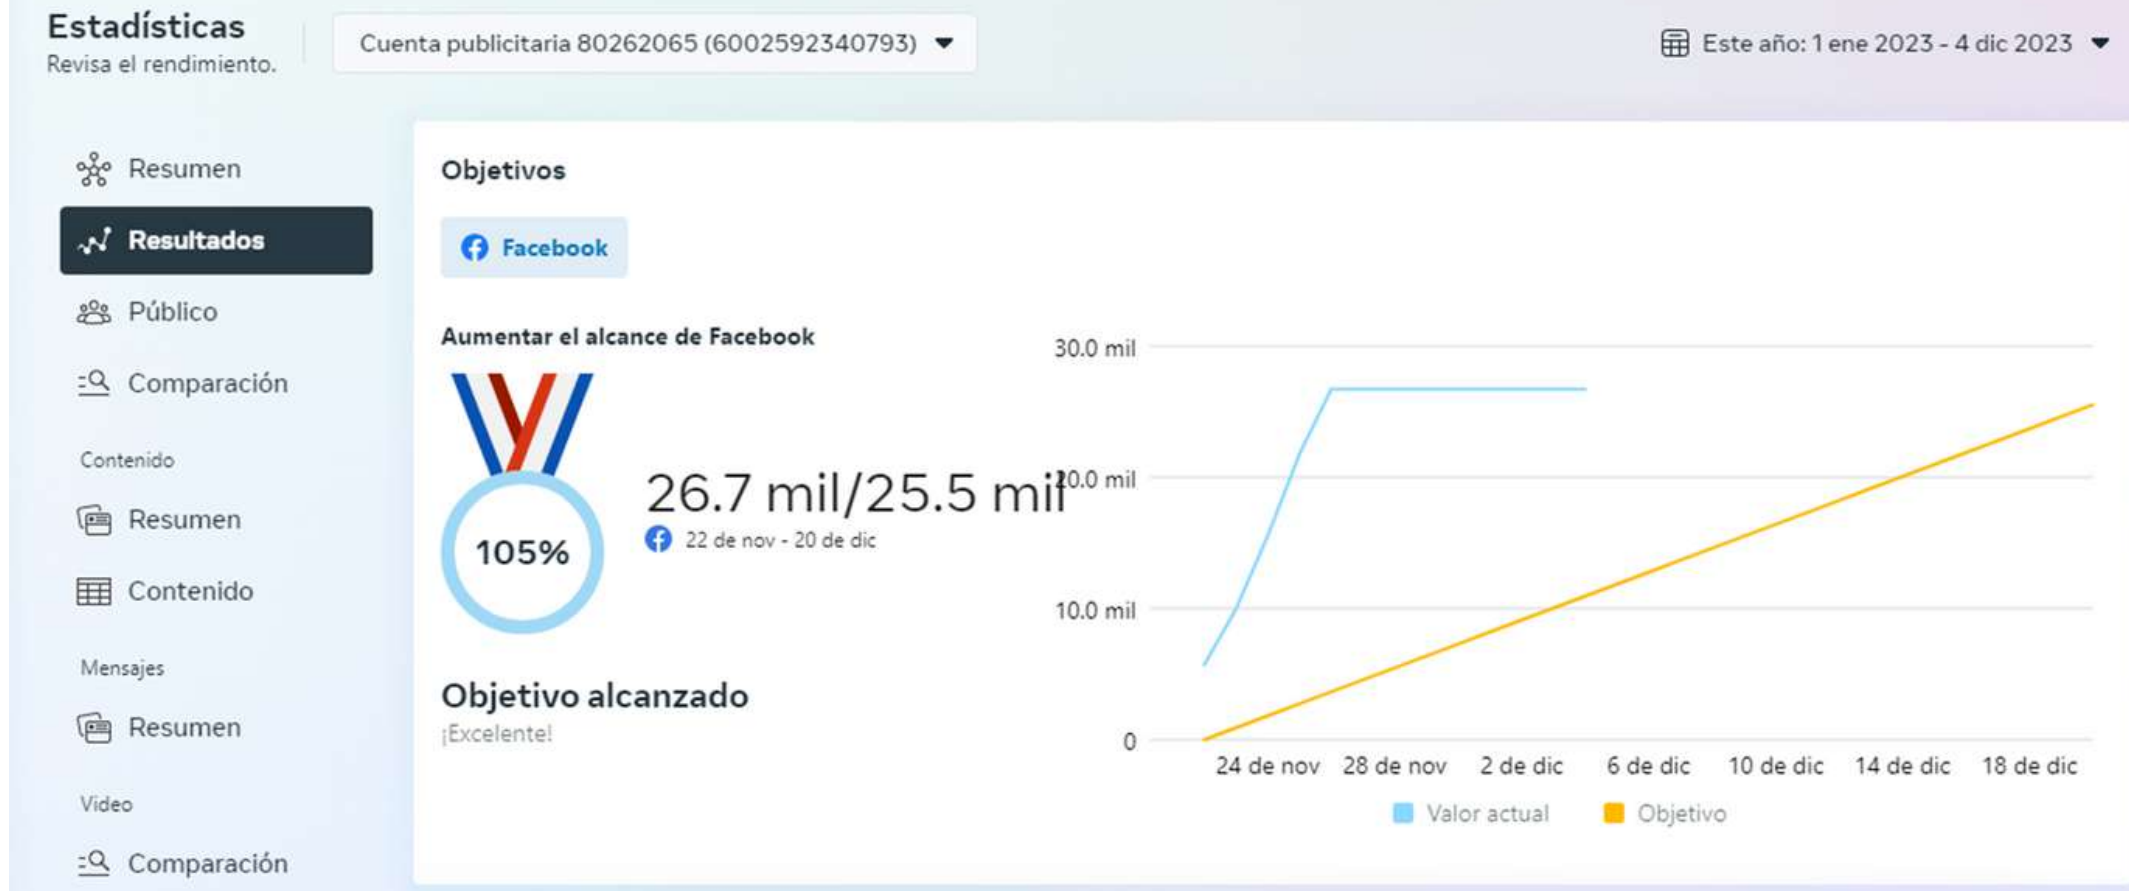 Estadísticas
Revisa el rendimiento.
Cuenta publicitaria 80262065 (6002592340793)
Este año: 1 ene 2023 - 4 dic 2023
Resumen
Resultados
Público
Comparación
Contenido
Resumen
Contenido
Mensajes
Resumen
Video
Comparación
Objetivos
Facebook
Aumentar el alcance de Facebook
105%
26.7 mil/25.5 mil
22 de nov - 20 de dic
Objetivo alcanzado
¡Excelente!
30.0 mil
20.0 mil
10.0 mil
0
24 de nov 28 de nov 2 de dic 6 de dic 10 de dic 14 de dic 18 de dic
Valor actual Objetivo